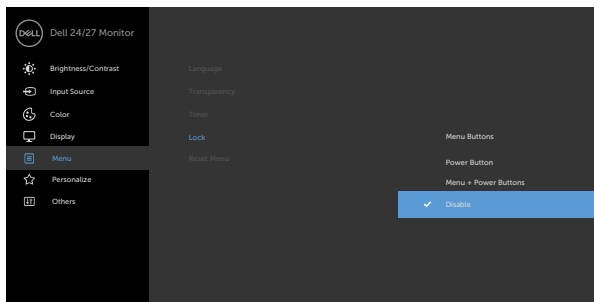 DELL
Dell 24/27 Monitor
Brightness/Contrast
Input Source
Color
Display
Menu
Personalize
Others
Language
Transparency
Timer
Lock
Reset Menu
Menu Buttons
Power Button
Menu + Power Buttons
Disable